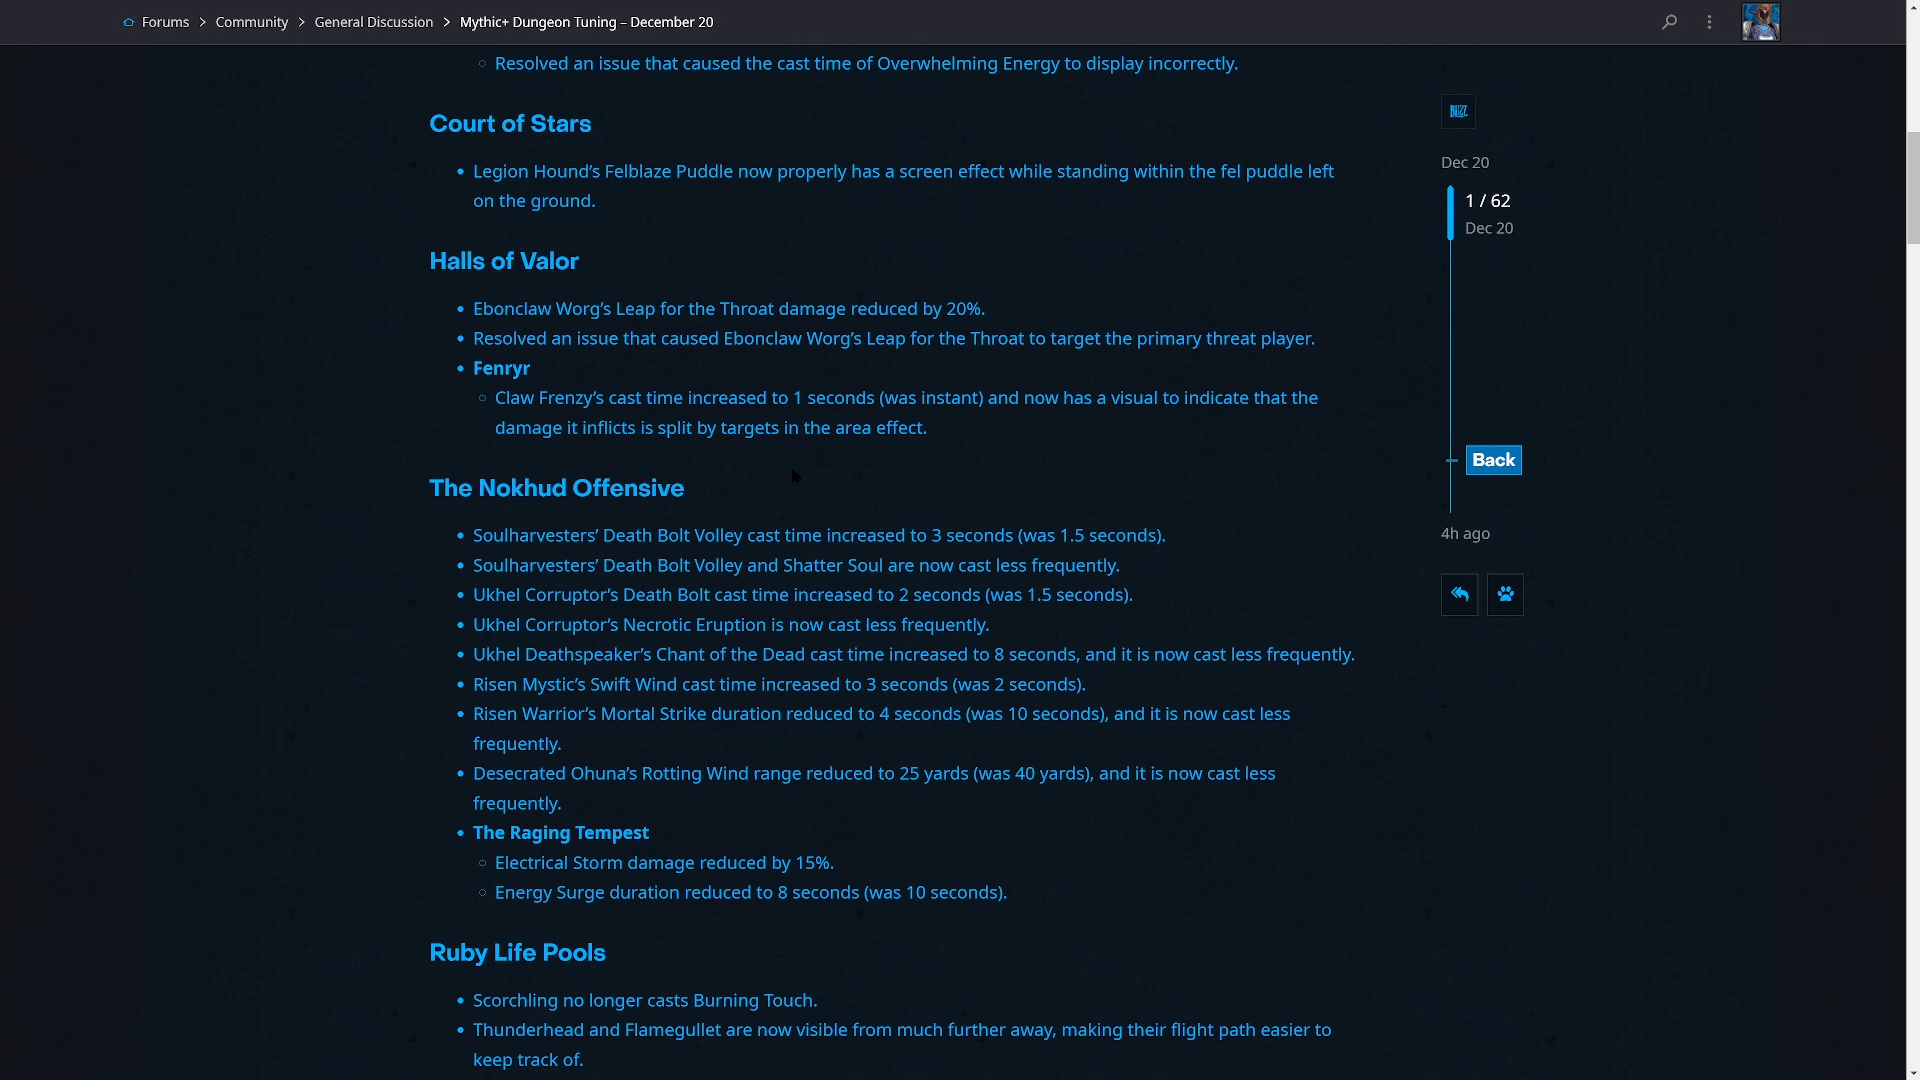 Forums > Community > General Discussion > Mythic+ Dungeon Tuning – December 20
Resolved an issue that caused the cast time of Overwhelming Energy to display incorrectly.
Court of Stars
Legion Hound’s Felblaze Puddle now properly has a screen effect while standing within the fel puddle left
on the ground.
Halls of Valor
Ebonclaw Worg’s Leap for the Throat damage reduced by 20%.
Resolved an issue that caused Ebonclaw Worg’s Leap for the Throat to target the primary threat player.
Fenryr
Claw Frenzy’s cast time increased to 1 seconds (was instant) and now has a visual to indicate that the
damage it inflicts is split by targets in the area effect.
The Nokhud Offensive
Soulharvesters’ Death Bolt Volley cast time increased to 3 seconds (was 1.5 seconds).
Soulharvesters’ Death Bolt Volley and Shatter Soul are now cast less frequently.
Ukhel Corruptor’s Death Bolt cast time increased to 2 seconds (was 1.5 seconds).
Ukhel Corruptor’s Necrotic Eruption is now cast less frequently.
Ukhel Deathspeaker’s Chant of the Dead cast time increased to 8 seconds, and it is now cast less frequently.
Risen Mystic’s Swift Wind cast time increased to 3 seconds (was 2 seconds).
Risen Warrior’s Mortal Strike duration reduced to 4 seconds (was 10 seconds), and it is now cast less
frequently.
Desecrated Ohuna’s Rotting Wind range reduced to 25 yards (was 40 yards), and it is now cast less
frequently.
The Raging Tempest
Electrical Storm damage reduced by 15%.
Energy Surge duration reduced to 8 seconds (was 10 seconds).
Ruby Life Pools
Scorchling no longer casts Burning Touch.
Thunderhead and Flamegullet are now visible from much further away, making their flight path easier to
keep track of.
BLIZZ
Dec 20
1 / 62
Dec 20
Back
4h ago